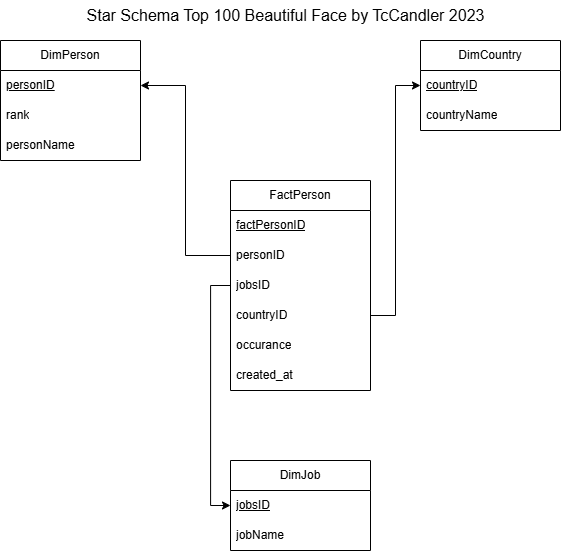 Star Schema Top 100 Beautiful Face by TcCandler 2023
DimPerson
personID
rank
personName
DimCountry
countryID
countryName
FactPerson
factPersonID
personID
jobsID
countryID
occurance
created_at
DimJob
jobsID
jobName